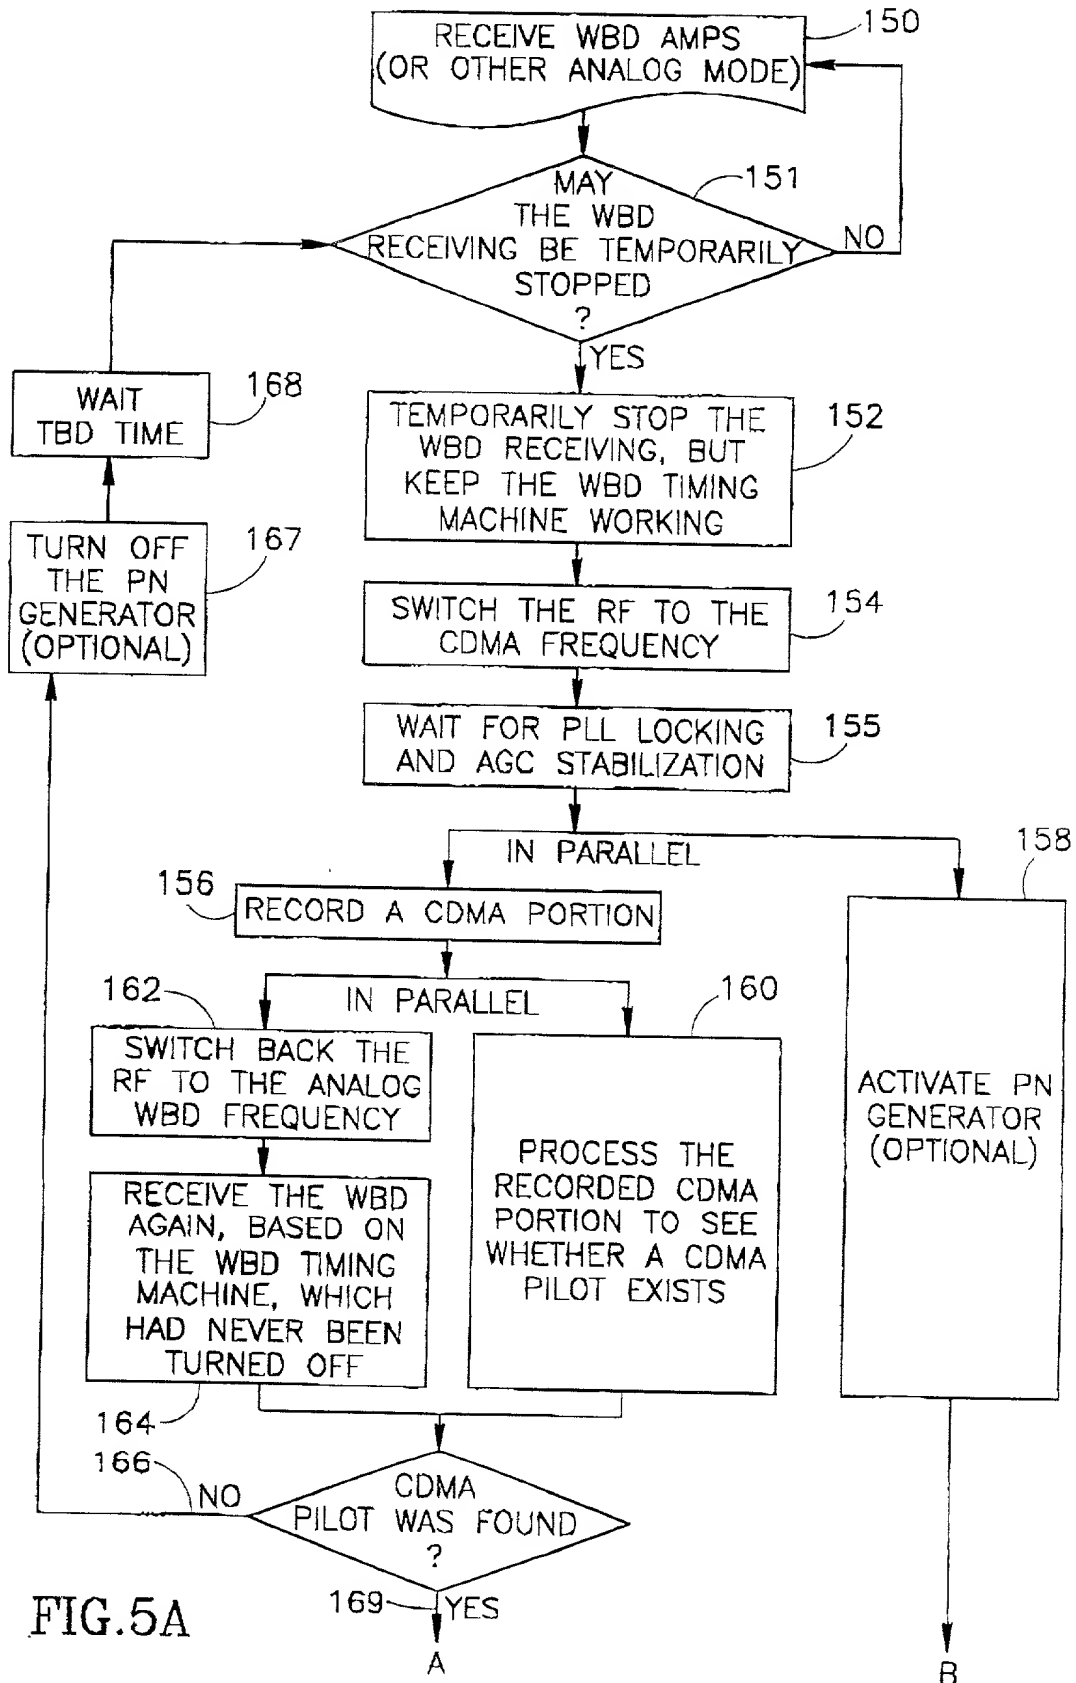 RECEIVE WBD AMPS
(OR OTHER ANALOG MODE)
150
MAY
THE WBD
RECEIVING BE TEMPORARILY
STOPPED
?
151
NO
YES
WAIT
TBD TIME
168
TEMPORARILY STOP THE
WBD RECEIVING, BUT
KEEP THE WBD TIMING
MACHINE WORKING
152
TURN OFF
THE PN
GENERATOR
(OPTIONAL)
167
SWITCH THE RF TO THE
CDMA FREQUENCY
154
WAIT FOR PLL LOCKING
AND AGC STABILIZATION
155
IN PARALLEL
158
156
RECORD A CDMA PORTION
IN PARALLEL
162
160
SWITCH BACK THE
RF TO THE ANALOG
WBD FREQUENCY
ACTIVATE PN
GENERATOR
(OPTIONAL)
PROCESS THE
RECORDED CDMA
PORTION TO SEE
WHETHER A CDMA
PILOT EXISTS
RECEIVE THE WBD
AGAIN, BASED ON
THE WBD TIMING
MACHINE, WHICH
HAD NEVER BEEN
TURNED OFF
164
166
NO
CDMA
PILOT WAS FOUND
?
169
YES
FIG.5A
A
B